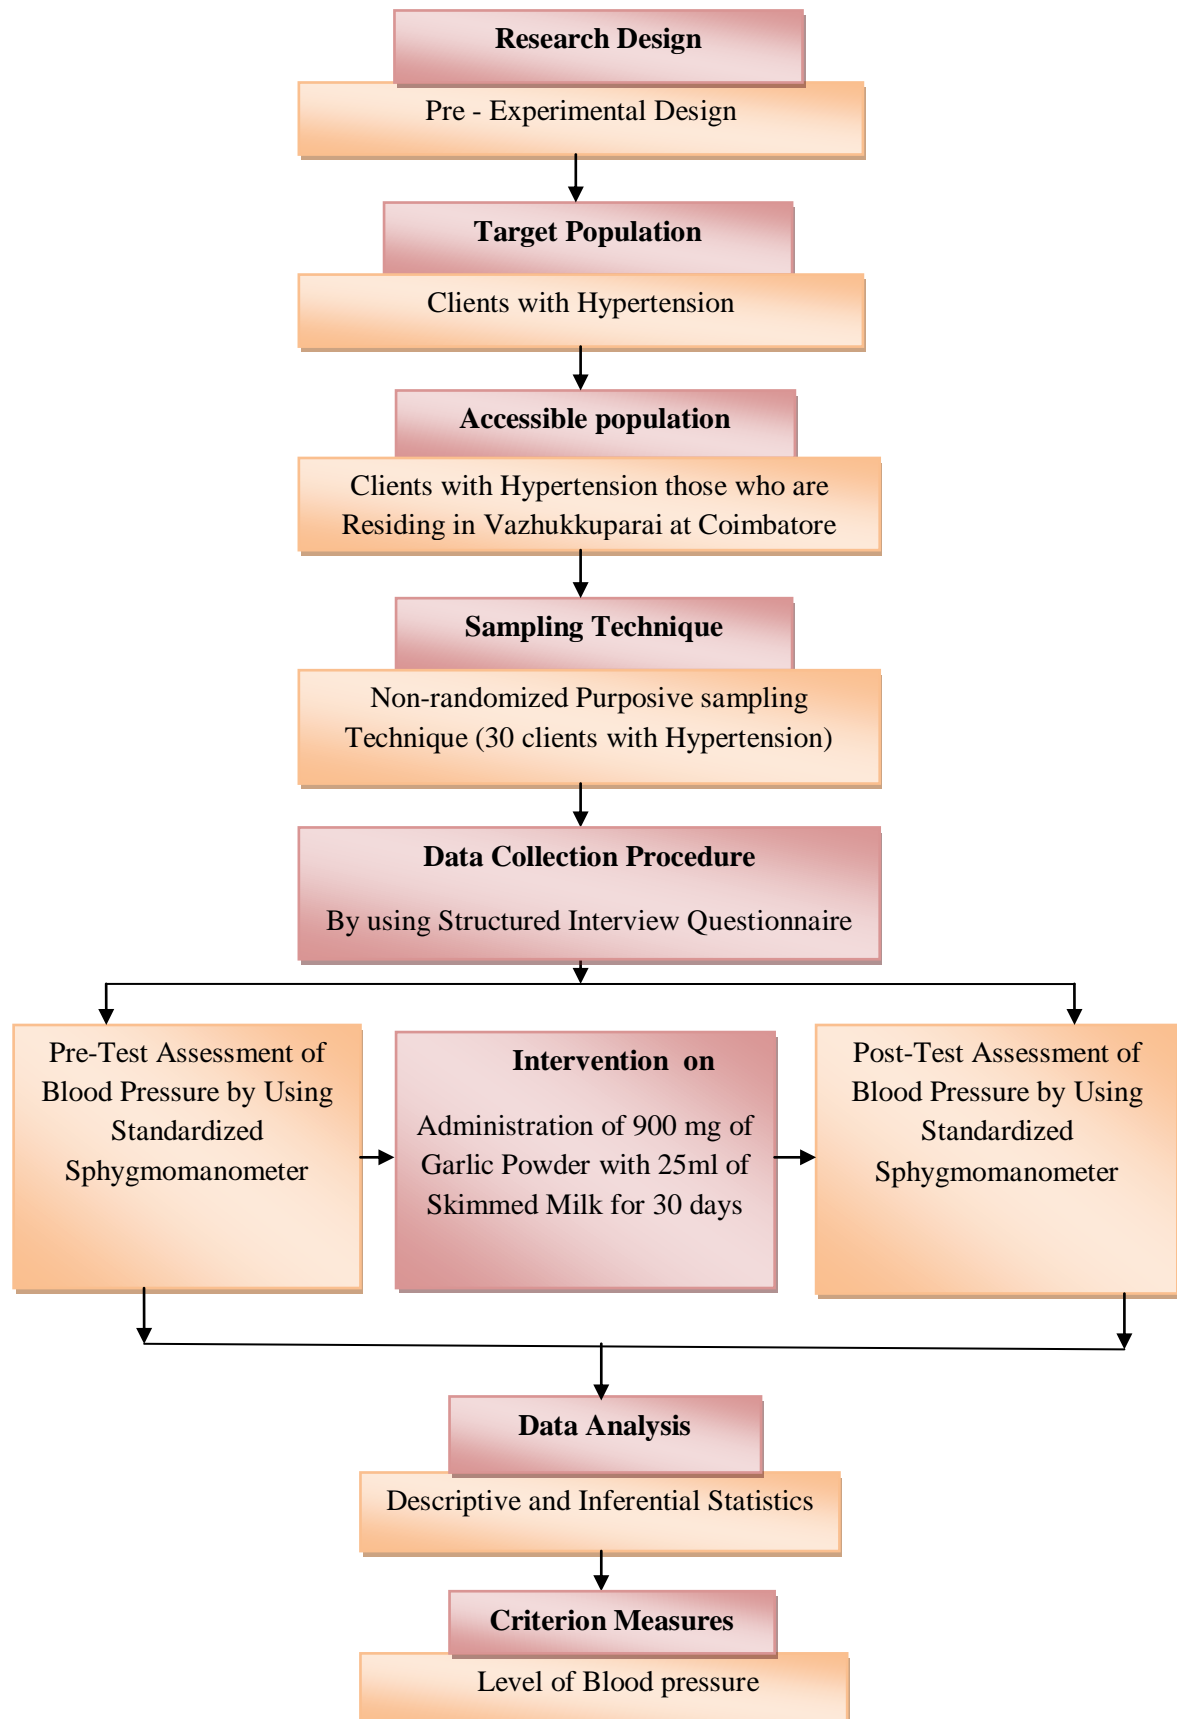 Research Design
Pre - Experimental Design
Target Population
Clients with Hypertension
Accessible population
Clients with Hypertension those who are
Residing in Vazhukkuparai at Coimbatore
Sampling Technique
Non-randomized Purposive sampling
Technique (30 clients with Hypertension)
Data Collection Procedure
By using Structured Interview Questionnaire
Pre-Test Assessment of
Blood Pressure by Using
Standardized
Sphygmomanometer
Intervention on
Administration of 900 mg of
Garlic Powder with 25ml of
Skimmed Milk for 30 days
Post-Test Assessment of
Blood Pressure by Using
Standardized
Sphygmomanometer
Data Analysis
Descriptive and Inferential Statistics
Criterion Measures
Level of Blood pressure